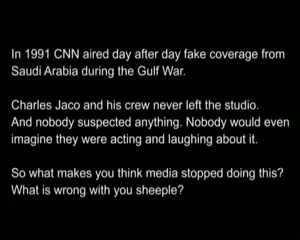 In 1991 CNN aired day after day fake coverage from
Saudi Arabia during the Gulf War.
Charles Jaco and his crew never left the studio.
And nobody suspected anything. Nobody would even
imagine they were acting and laughing about it.
So what makes you think media stopped doing this?
What is wrong with you sheeple?